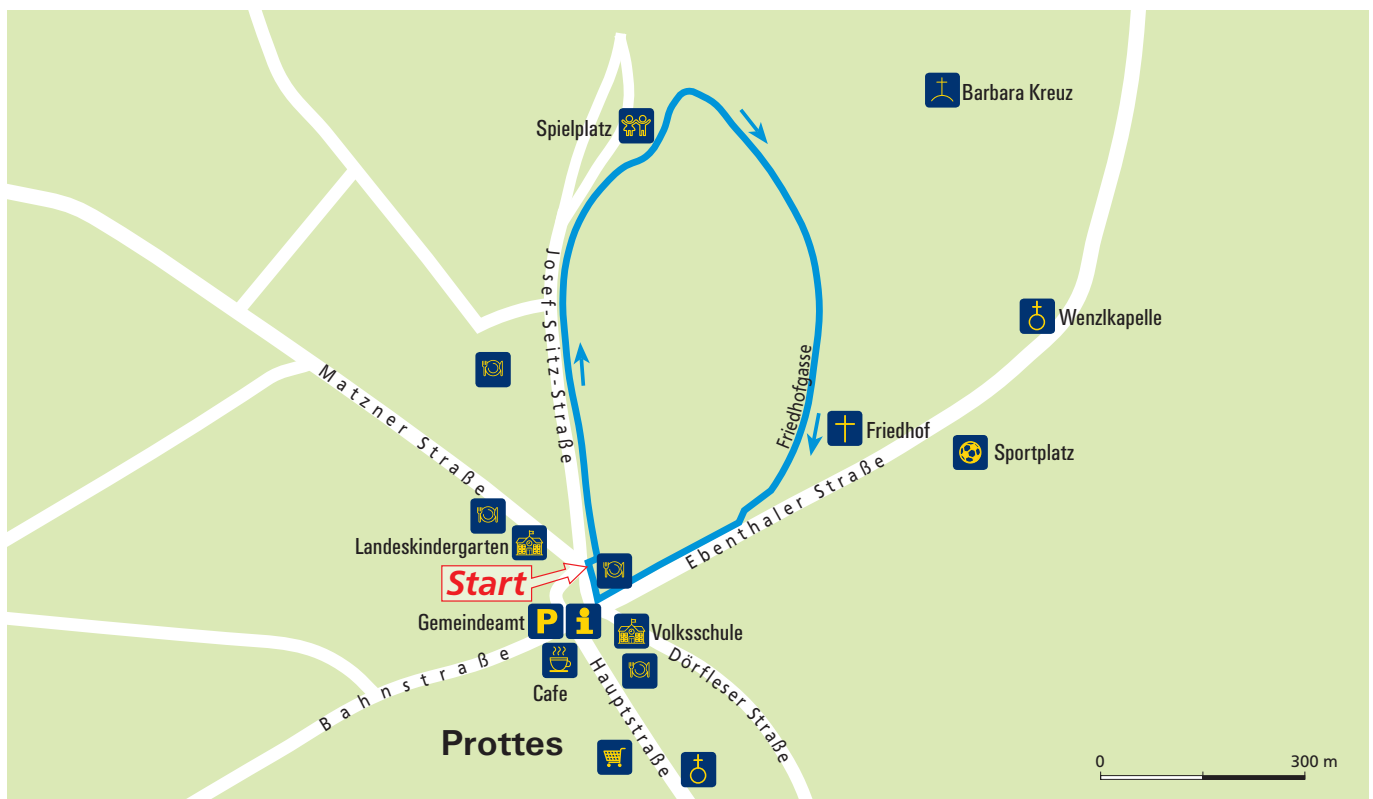 Barbara Kreuz
Spielplatz
Josef-Seitz-Straße
Wenzlkapelle
Friedhofgasse
Matzner Straße
Friedhof
Sportplatz
Ebenthaler Straße
Landeskindergarten
Start
Gemeindeamt
P
i
Volksschule
Bahnstraße
Cafe
Hauptstraße
Dörfleser Straße
Prottes
0
300 m